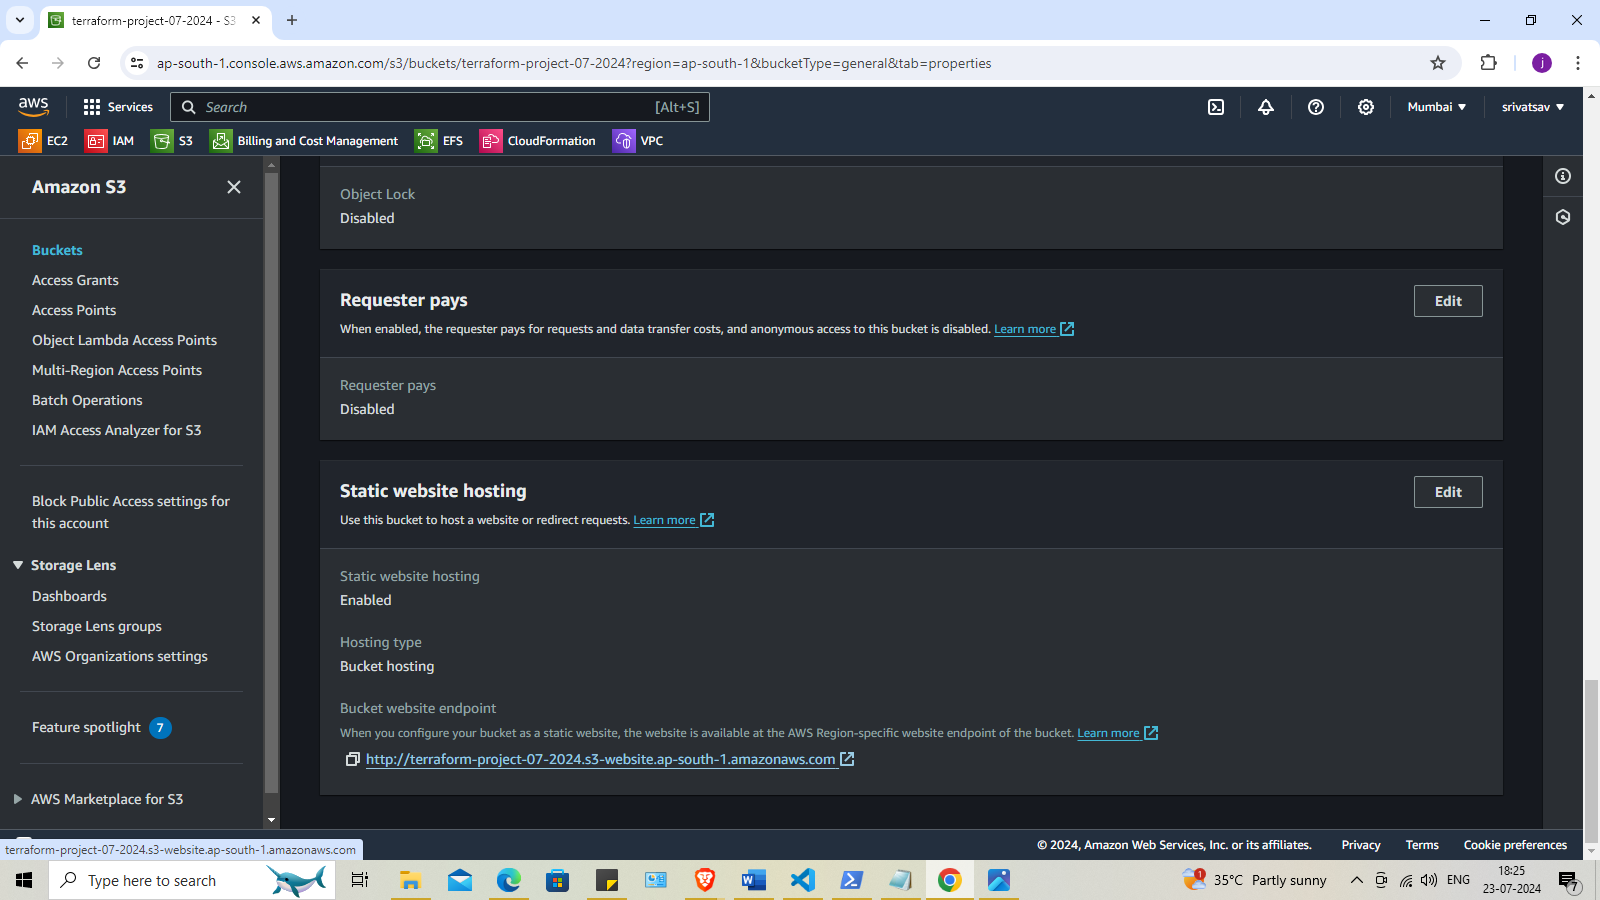 terraform-project-07-2024 - S3
ap-south-1.console.aws.amazon.com/s3/buckets/terraform-project-07-2024?region=ap-south-1&bucketType=general&tab=properties
j
aws
Services
Search
[Alt+S]
Mumbai
srivatsav
EC2
IAM
S3
Billing and Cost Management
EFS
CloudFormation
VPC
Amazon S3
Buckets
Access Grants
Access Points
Object Lambda Access Points
Multi-Region Access Points
Batch Operations
IAM Access Analyzer for S3
Block Public Access settings for
this account
Storage Lens
Dashboards
Storage Lens groups
AWS Organizations settings
Feature spotlight 7
AWS Marketplace for S3
Object Lock
Disabled
Requester pays
Edit
When enabled, the requester pays for requests and data transfer costs, and anonymous access to this bucket is disabled. Learn more
Requester pays
Disabled
Static website hosting
Edit
Use this bucket to host a website or redirect requests. Learn more
Static website hosting
Enabled
Hosting type
Bucket hosting
Bucket website endpoint
When you configure your bucket as a static website, the website is available at the AWS Region-specific website endpoint of the bucket. Learn more
http://terraform-project-07-2024.s3-website.ap-south-1.amazonaws.com
terraform-project-07-2024.s3-website.ap-south-1.amazonaws.com
© 2024, Amazon Web Services, Inc. or its affiliates.
Privacy
Terms
Cookie preferences
Type here to search
1
35°C Partly sunny
ENG
18:25
23-07-2024
7